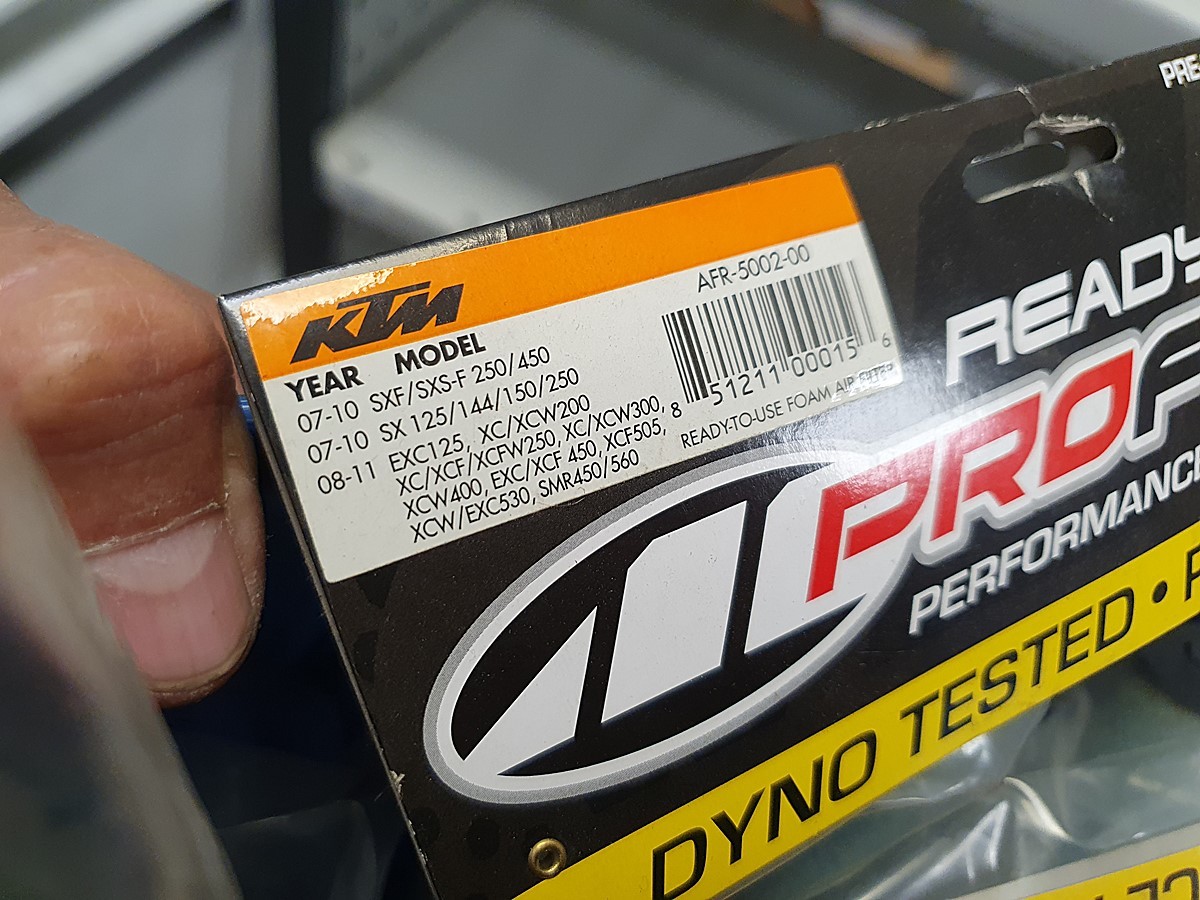 PRE
KTM
AFR-5002-00
YEAR MODEL
07-10 SXF/SXS-F 250/450
07-10 SX 125/144/150/250
08-11 EXC125, XC/XCW200
XC/XCF/XCFW250, XC/XCW300,
XCW400, EXC/XCF 450, XCF505,
XCW/EXC530, SMR450/560
8 51211 00015 6
READY-TO-USE FOAM AIR FILTER
READY
PRO
PERFORMANCE
DYNO TESTED •